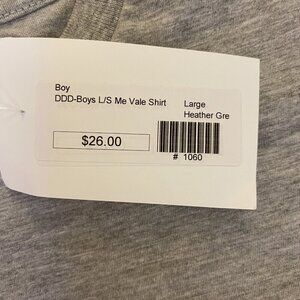 Boy
DDD-Boys L/S Me Vale Shirt
Large
Heather Gre
$26.00
# 1060